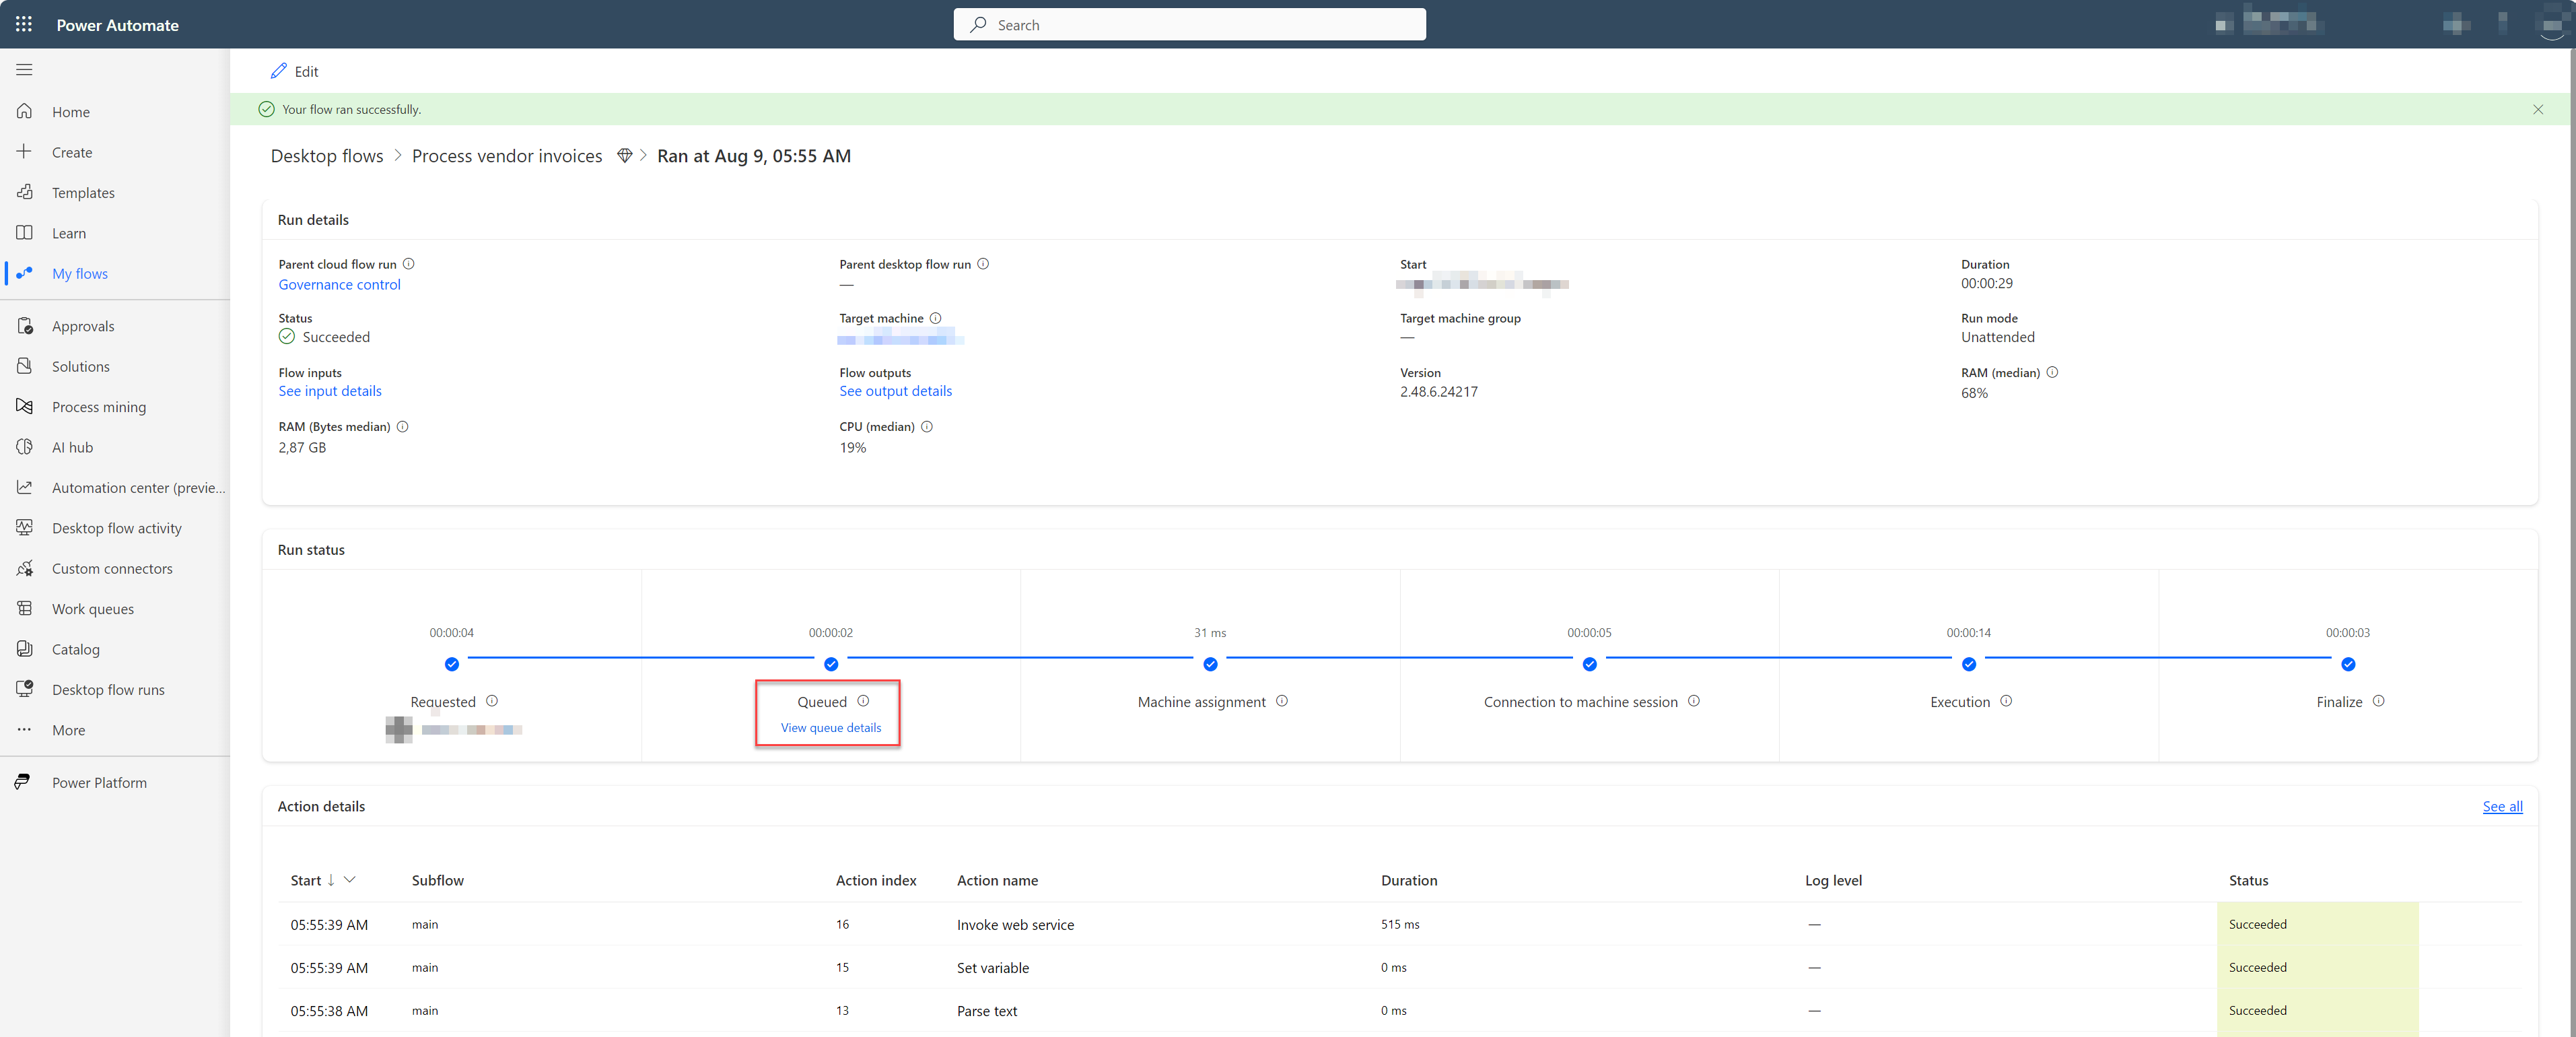 Power Automate
Search
Edit
Your flow ran successfully.
Desktop flows > Process vendor invoices > Ran at Aug 9, 05:55 AM
Home
Create
Templates
Learn
My flows
Approvals
Solutions
Process mining
AI hub
Automation center (previe...
Desktop flow activity
Custom connectors
Work queues
Catalog
Desktop flow runs
More
Power Platform
Run details
Parent cloud flow run
Governance control
Parent desktop flow run
—
Start
Duration
00:00:29
Status
Succeeded
Target machine
Target machine group
—
Run mode
Unattended
Flow inputs
See input details
Flow outputs
See output details
Version
2.48.6.24217
RAM (median)
68%
RAM (Bytes median)
2,87 GB
CPU (median)
19%
Run status
00:00:04
Requested
00:00:02
Queued
View queue details
31 ms
Machine assignment
00:00:05
Connection to machine session
00:00:14
Execution
00:00:03
Finalize
Action details
See all
Start Subflow Action index Action name Duration Log level Status
05:55:39 AM main 16 Invoke web service 515 ms — Succeeded
05:55:39 AM main 15 Set variable 0 ms — Succeeded
05:55:38 AM main 13 Parse text 0 ms — Succeeded